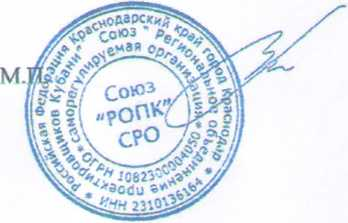 М.П.
Российская Федерация Краснодарский край город Краснодар
Союз "Региональное объединение проектировщиков Кубани"
*саморегулируемая организация*
ОГРН 1082300004050
* ИНН 2310136164 *
Союз
"РОПК"
СРО